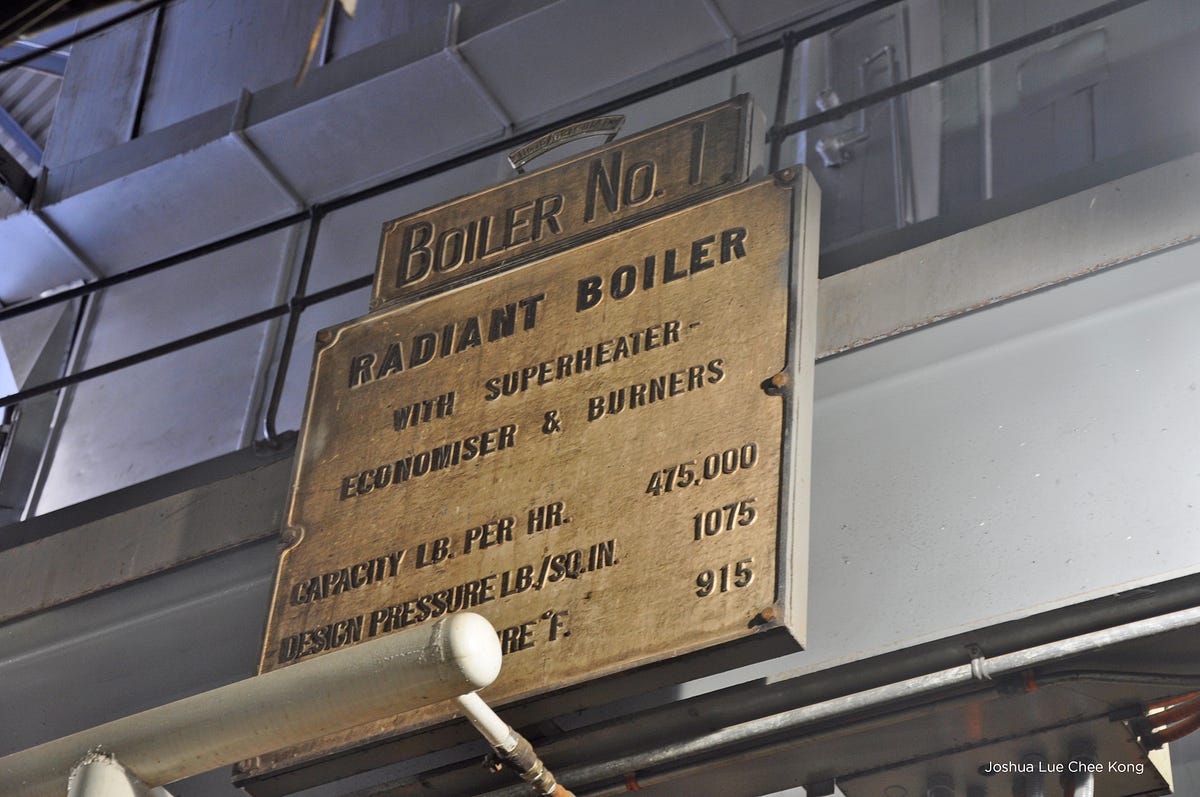 BOILER NO. 1
RADIANT BOILER
WITH SUPERHEATER-
ECONOMISER & BURNERS
CAPACITY LB. PER HR. 475,000
DESIGN PRESSURE LB./SQ.IN. 1075
RE °F. 915
Joshua Lue Chee Kong